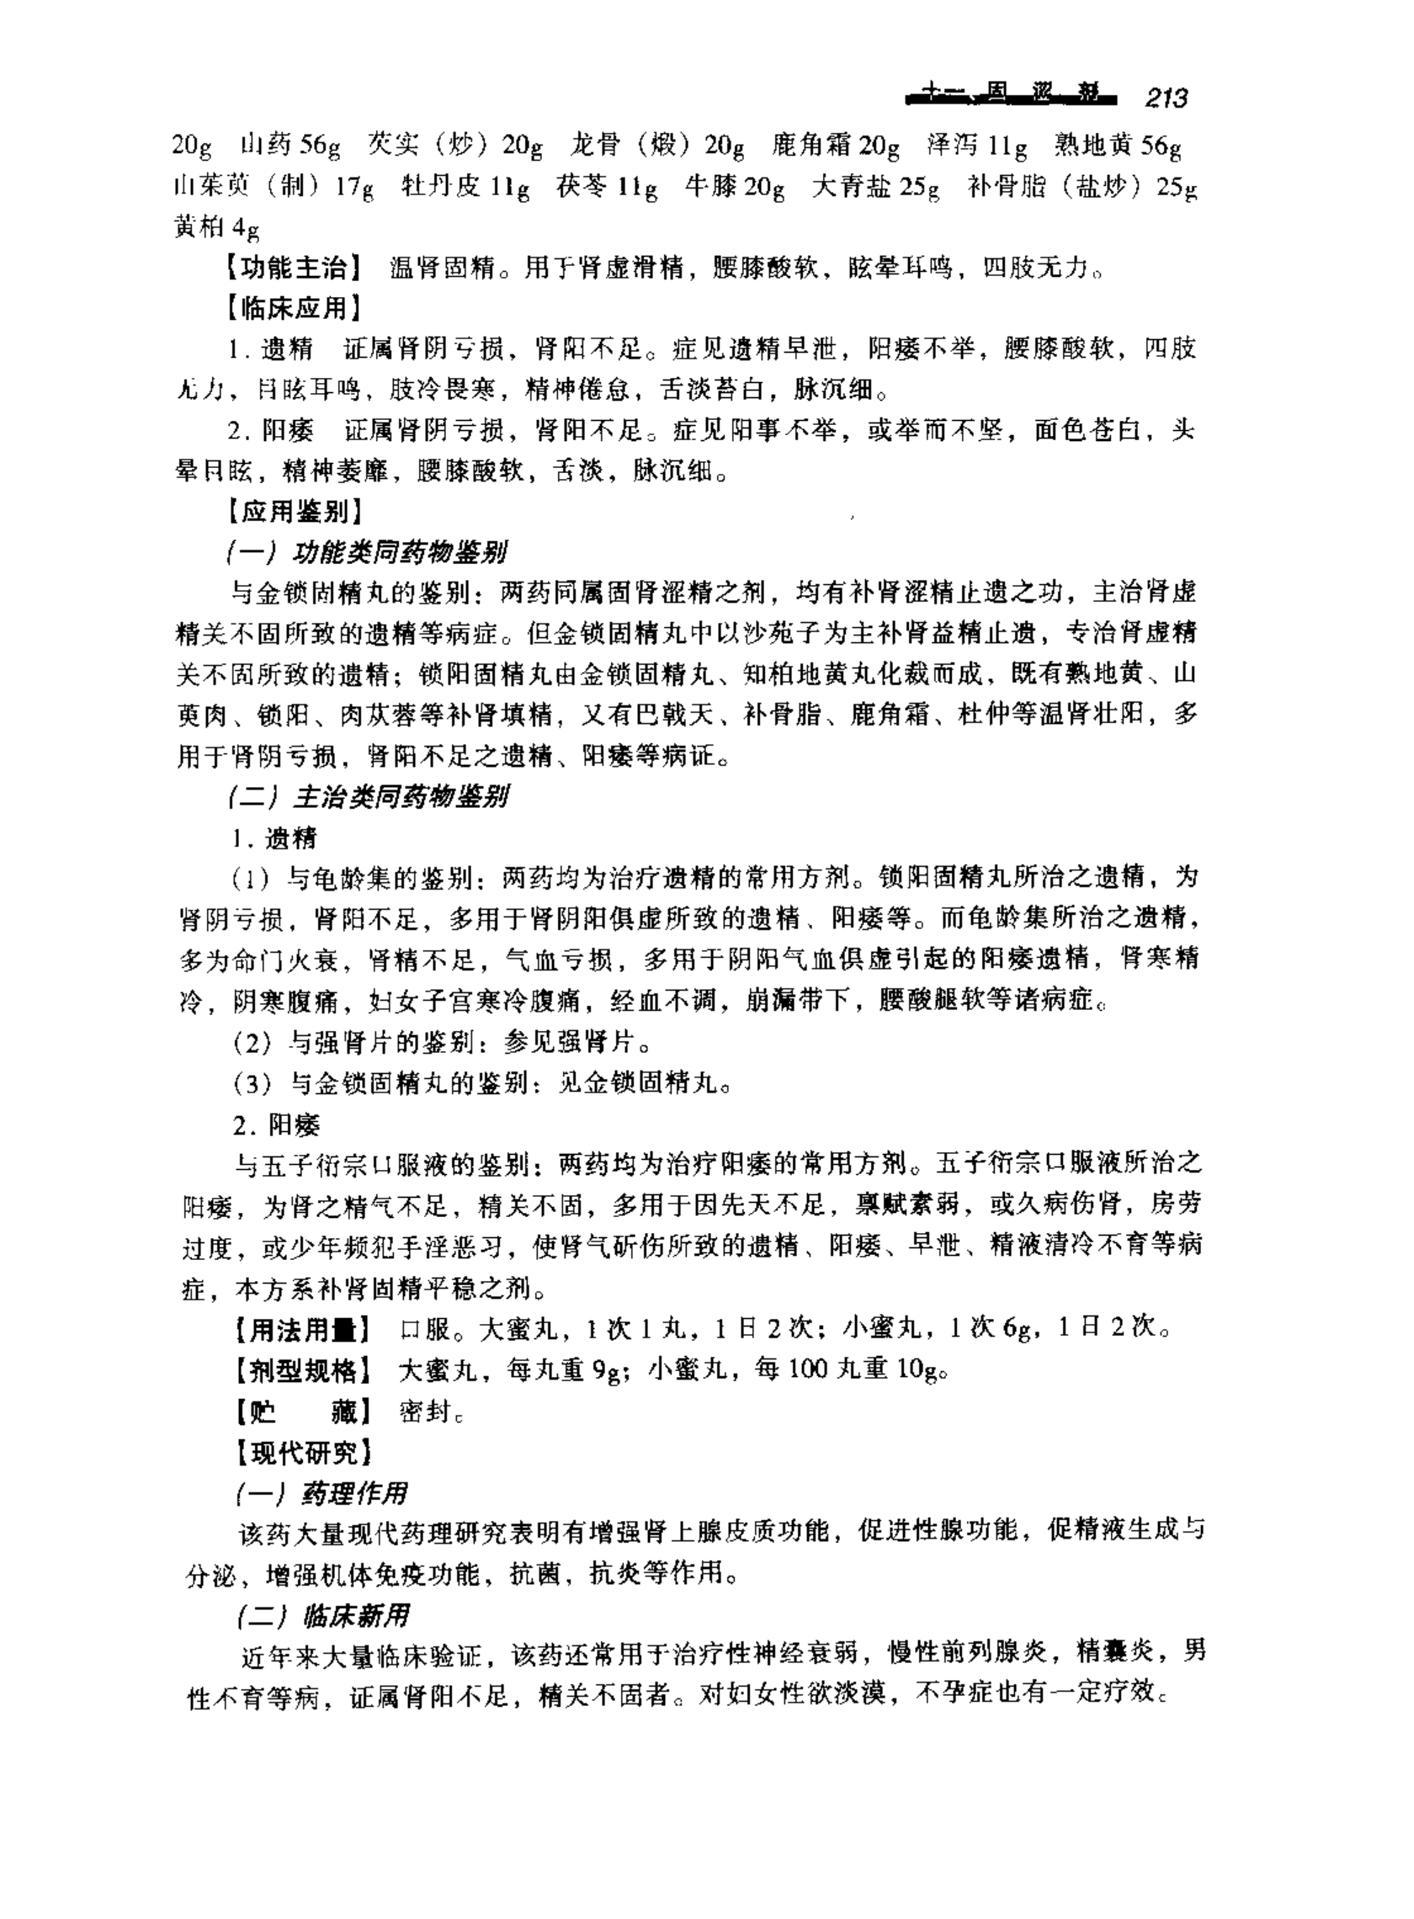 十一、固涩剂 213
20g 山药56g 芡实（炒）20g 龙骨（煅）20g 鹿角霜20g 泽泻11g 熟地黄56g
山茱萸（制）17g 牡丹皮11g 茯苓11g 牛膝20g 大青盐25g 补骨脂（盐炒）25g
黄柏4g
【功能主治】 温肾固精。用于肾虚滑精，腰膝酸软，眩晕耳鸣，四肢无力。
【临床应用】
1. 遗精 证属肾阴亏损，肾阳不足。症见遗精早泄，阳痿不举，腰膝酸软，四肢
无力，目眩耳鸣，肢冷畏寒，精神倦怠，舌淡苔白，脉沉细。
2. 阳痿 证属肾阴亏损，肾阳不足。症见阳事不举，或举而不坚，面色苍白，头
晕目眩，精神萎靡，腰膝酸软，舌淡，脉沉细。
【应用鉴别】
（一）功能类同药物鉴别
与金锁固精丸的鉴别：两药同属固肾涩精之剂，均有补肾涩精止遗之功，主治肾虚
精关不固所致的遗精等病症。但金锁固精丸中以沙苑子为主补肾益精止遗，专治肾虚精
关不固所致的遗精；锁阳固精丸由金锁固精丸、知柏地黄丸化裁而成，既有熟地黄、山
萸肉、锁阳、肉苁蓉等补肾填精，又有巴戟天、补骨脂、鹿角霜、杜仲等温肾壮阳，多
用于肾阴亏损，肾阳不足之遗精、阳痿等病证。
（二）主治类同药物鉴别
1. 遗精
（1）与龟龄集的鉴别：两药均为治疗遗精的常用方剂。锁阳固精丸所治之遗精，为
肾阴亏损，肾阳不足，多用于肾阴阳俱虚所致的遗精、阳痿等。而龟龄集所治之遗精，
多为命门火衰，肾精不足，气血亏损，多用于阴阳气血俱虚引起的阳痿遗精，肾寒精
冷，阴寒腹痛，妇女子宫寒冷腹痛，经血不调，崩漏带下，腰酸腿软等诸病症。
（2）与强肾片的鉴别：参见强肾片。
（3）与金锁固精丸的鉴别：见金锁固精丸。
2. 阳痿
与五子衍宗口服液的鉴别：两药均为治疗阳痿的常用方剂。五子衍宗口服液所治之
阳痿，为肾之精气不足，精关不固，多用于因先天不足，禀赋素弱，或久病伤肾，房劳
过度，或少年频犯手淫恶习，使肾气斫伤所致的遗精、阳痿、早泄、精液清冷不育等病
症，本方系补肾固精平稳之剂。
【用法用量】 口服。大蜜丸，1次1丸，1日2次；小蜜丸，1次6g，1日2次。
【剂型规格】 大蜜丸，每丸重9g；小蜜丸，每100丸重10g。
【贮 藏】 密封。
【现代研究】
（一）药理作用
该药大量现代药理研究表明有增强肾上腺皮质功能，促进性腺功能，促精液生成与
分泌，增强机体免疫功能，抗菌，抗炎等作用。
（二）临床新用
近年来大量临床验证，该药还常用于治疗性神经衰弱，慢性前列腺炎，精囊炎，男
性不育等病，证属肾阳不足，精关不固者。对妇女性欲淡漠，不孕症也有一定疗效。